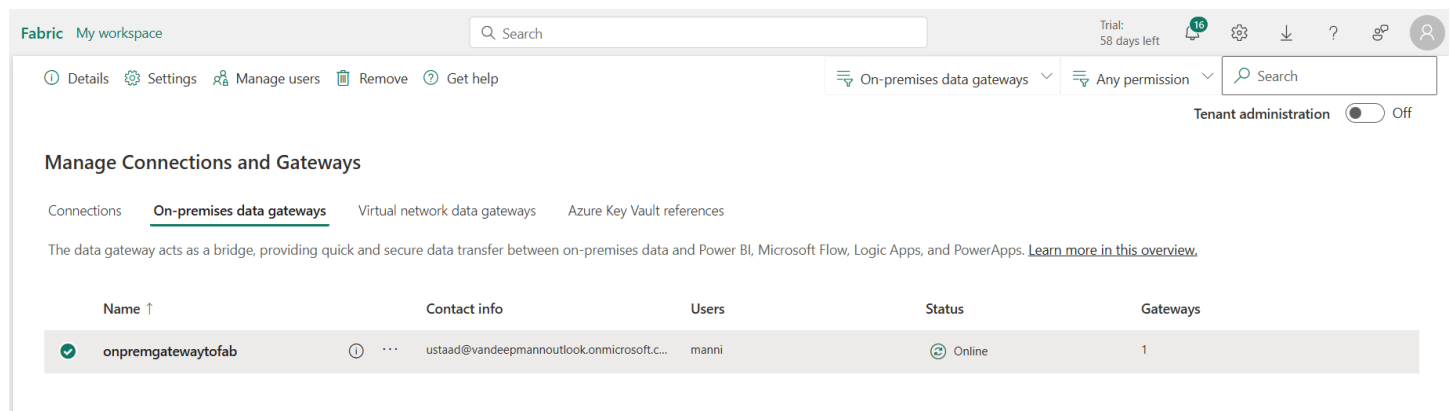 Fabric My workspace
Search
Trial:
58 days left
16
?
Details Settings Manage users Remove Get help
On-premises data gateways
Any permission
Search
Tenant administration Off
Manage Connections and Gateways
Connections On-premises data gateways Virtual network data gateways Azure Key Vault references
The data gateway acts as a bridge, providing quick and secure data transfer between on-premises data and Power BI, Microsoft Flow, Logic Apps, and PowerApps. Learn more in this overview.
Name ↑ Contact info Users Status Gateways
onpremgatewaytofab ... ustaad@vandeepmannoutlook.onmicrosoft.c... manni Online 1